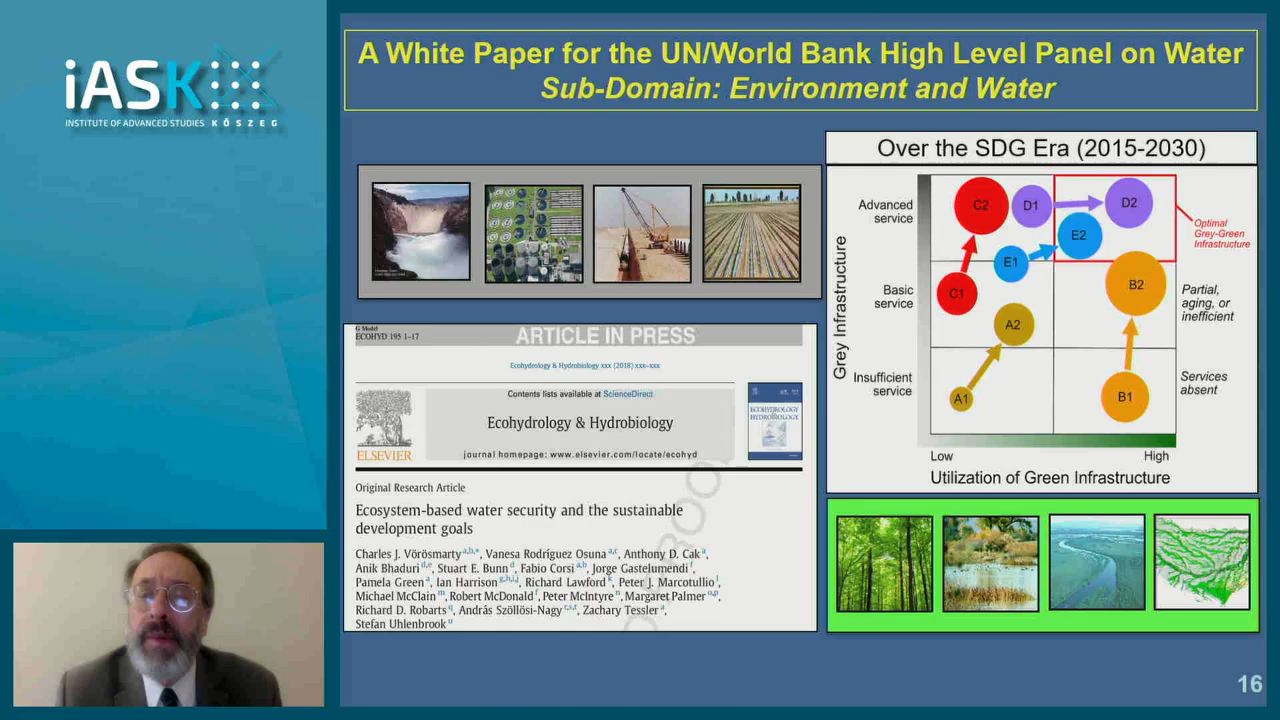 iASK
INSTITUTE OF ADVANCED STUDIES KŐSZEG
A White Paper for the UN/World Bank High Level Panel on Water
Sub-Domain: Environment and Water
G Model
ECOHYD 195 1–17
ARTICLE IN PRESS
Ecohydrology & Hydrobiology xxx (2018) xxx–xxx
Contents lists available at ScienceDirect
Ecohydrology & Hydrobiology
journal homepage: www.elsevier.com/locate/ecohyd
ELSEVIER
ECOHYDROLOGY
HYDROBIOLOGY
Original Research Article
Ecosystem-based water security and the sustainable
development goals
Charles J. Vörösmarty a,b,*, Vanesa Rodríguez Osuna a,c, Anthony D. Cak a,
Anik Bhaduri d,e, Stuart E. Bunn d, Fabio Corsi a,b, Jorge Gastelumendi f,
Pamela Green a, Ian Harrison g,h,i,j, Richard Lawford k, Peter J. Marcotullio l,
Michael McClain m, Robert McDonald f, Peter McIntyre n, Margaret Palmer o,p,
Richard D. Robarts q, András Szöllösi-Nagy r,s,t, Zachary Tessler a,
Stefan Uhlenbrook u
Over the SDG Era (2015-2030)
Grey Infrastructure
Advanced
service
Basic
service
Insufficient
service
C2
D1
D2
E2
E1
C1
B2
A2
A1
B1
Optimal
Grey-Green
Infrastructure
Partial,
aging, or
inefficient
Services
absent
Low
High
Utilization of Green Infrastructure
16